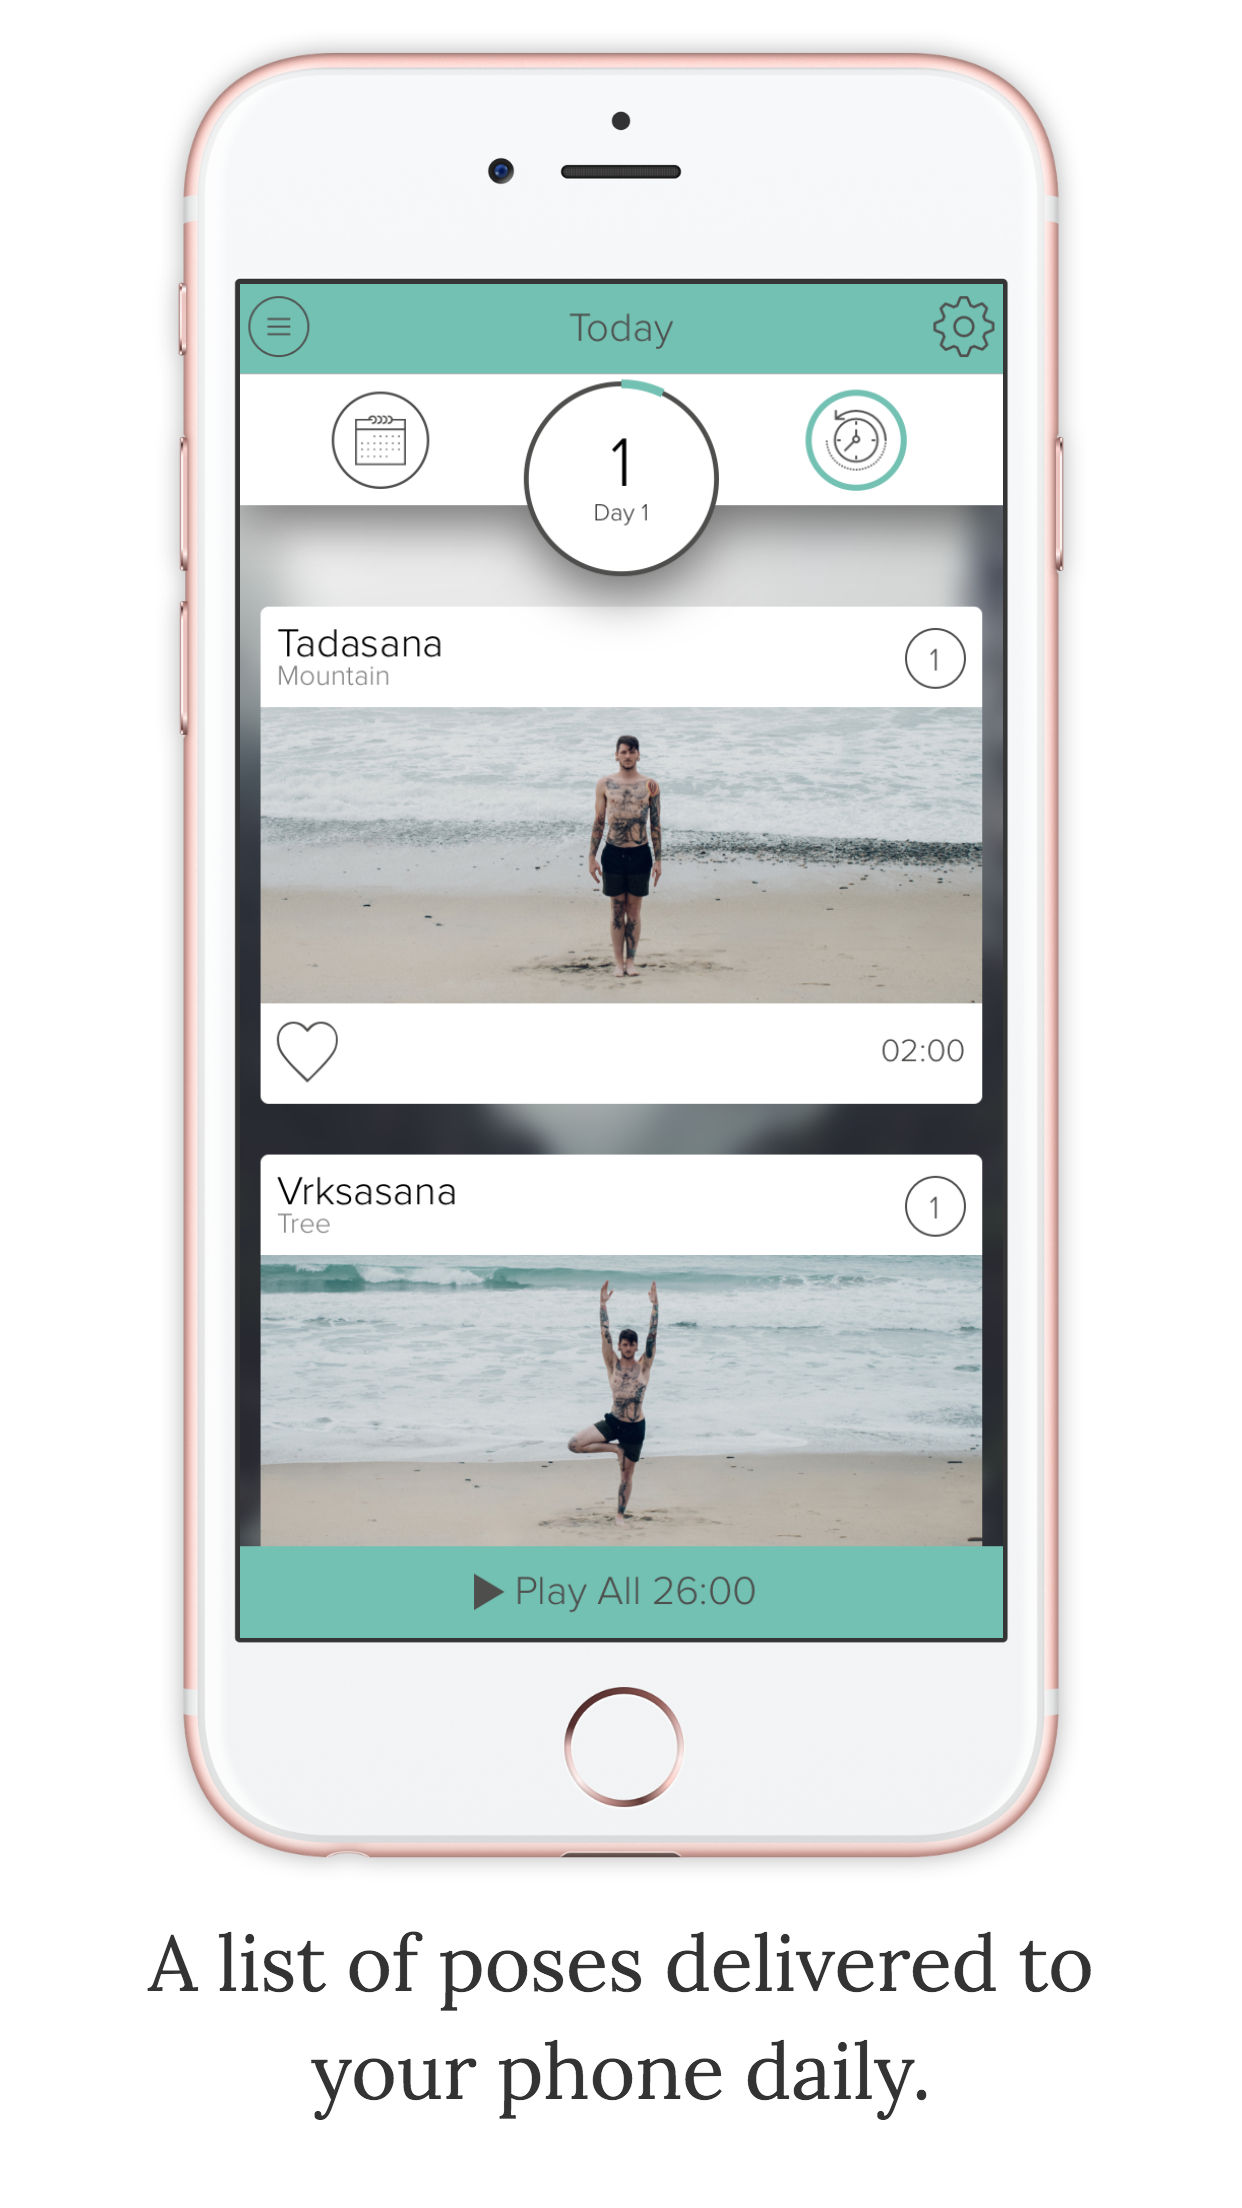 Today
1
Day 1
Tadasana
Mountain
1
02:00
Vrksasana
Tree
1
Play All 26:00
A list of poses delivered to
your phone daily.